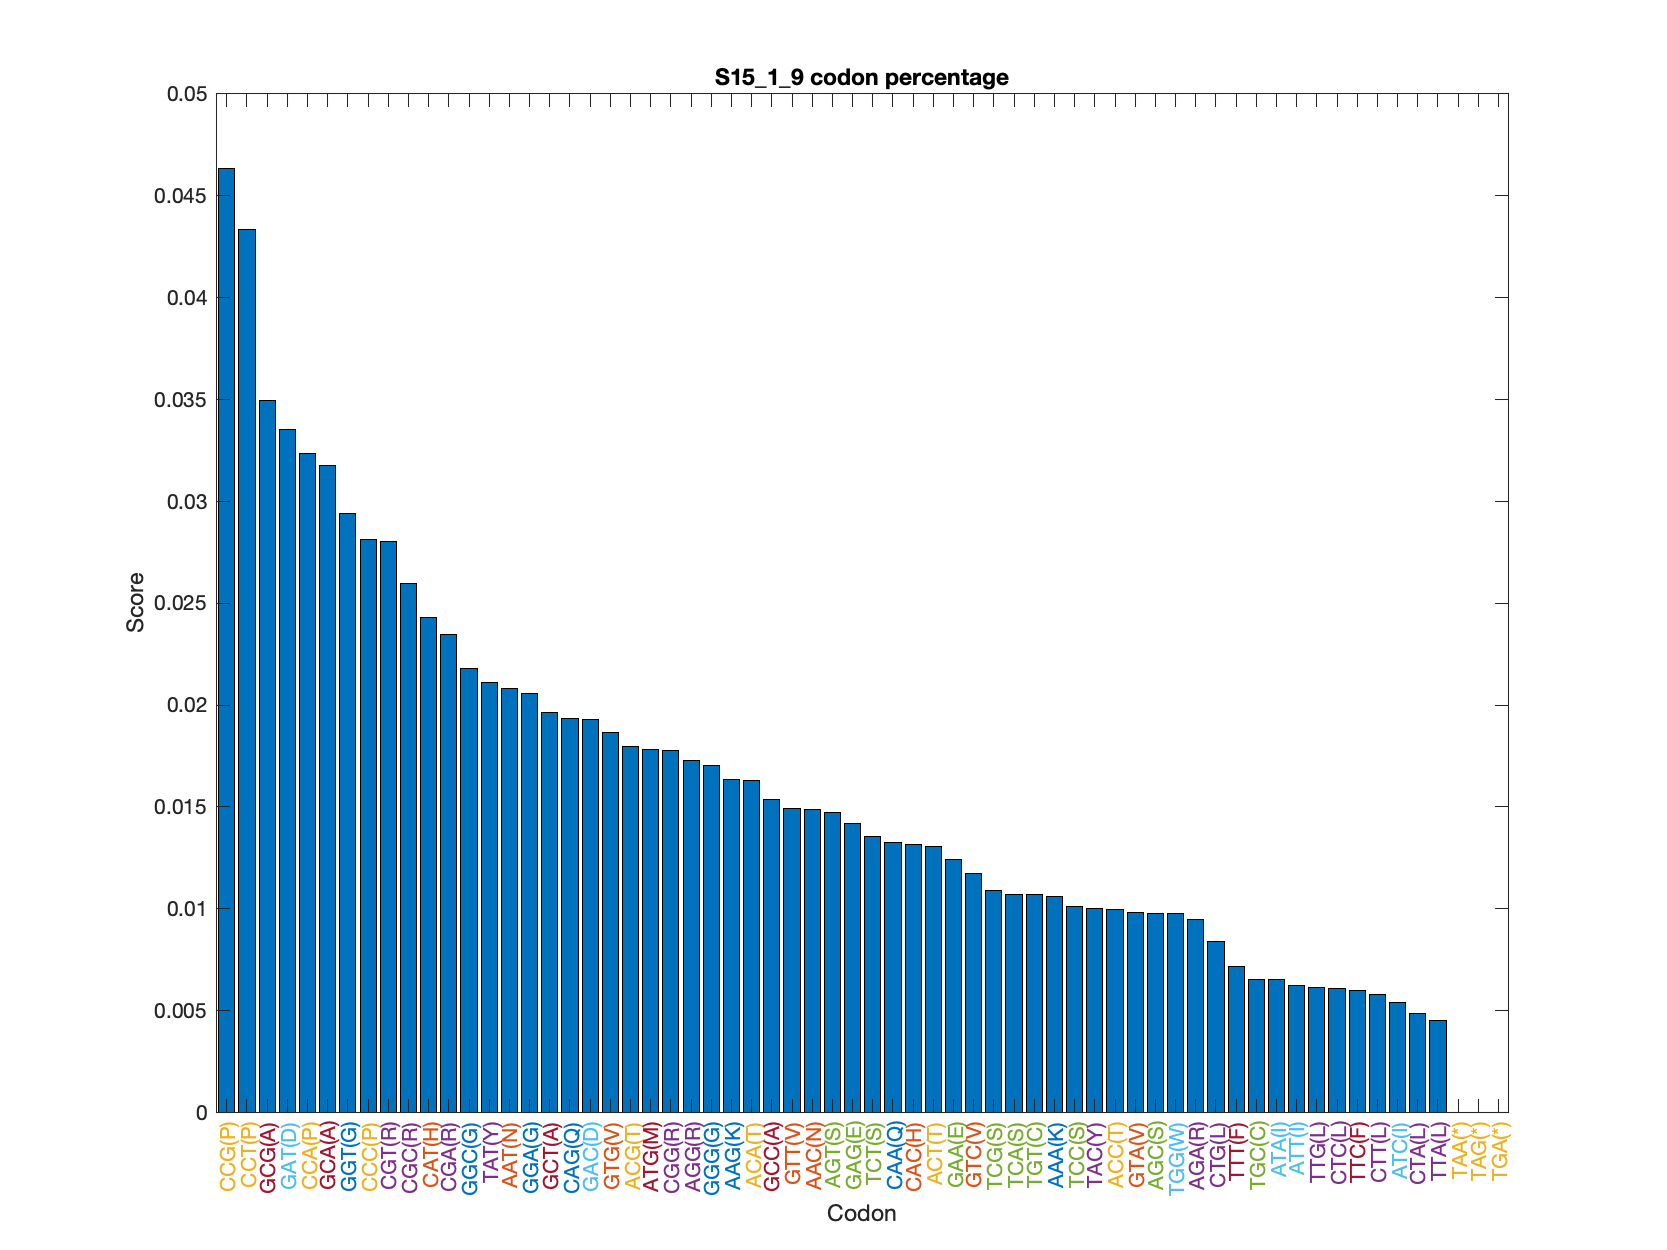 S15_1_9 codon percentage
0.05
0.045
0.04
0.035
0.03
0.025
0.02
0.015
0.01
0.005
0
Score
CCG(P)
CCT(P)
GCG(A)
GAT(D)
CCA(P)
GCA(A)
GGT(G)
CCC(P)
CGT(R)
CGC(R)
CAT(H)
CGA(R)
GGC(G)
TAT(Y)
AAT(N)
GGA(G)
GCT(A)
CAG(Q)
GAC(D)
GTG(V)
ACG(T)
ATG(M)
CGG(R)
AGG(R)
GGG(G)
AAG(K)
ACA(T)
GCC(A)
GTT(V)
AAC(N)
AGT(S)
GAG(E)
TCT(S)
CAA(Q)
CAC(H)
ACT(T)
GAA(E)
GTC(V)
TCG(S)
TCA(S)
TGT(C)
AAA(K)
TCC(S)
TAC(Y)
ACC(T)
GTA(V)
AGC(S)
TGG(W)
AGA(R)
CTG(L)
TTT(F)
TGC(C)
ATA(I)
ATT(I)
TTG(L)
CTC(L)
TTC(F)
CTT(L)
ATC(I)
CTA(L)
TTA(L)
TAA(*)
TAG(*)
TGA(*)
Codon